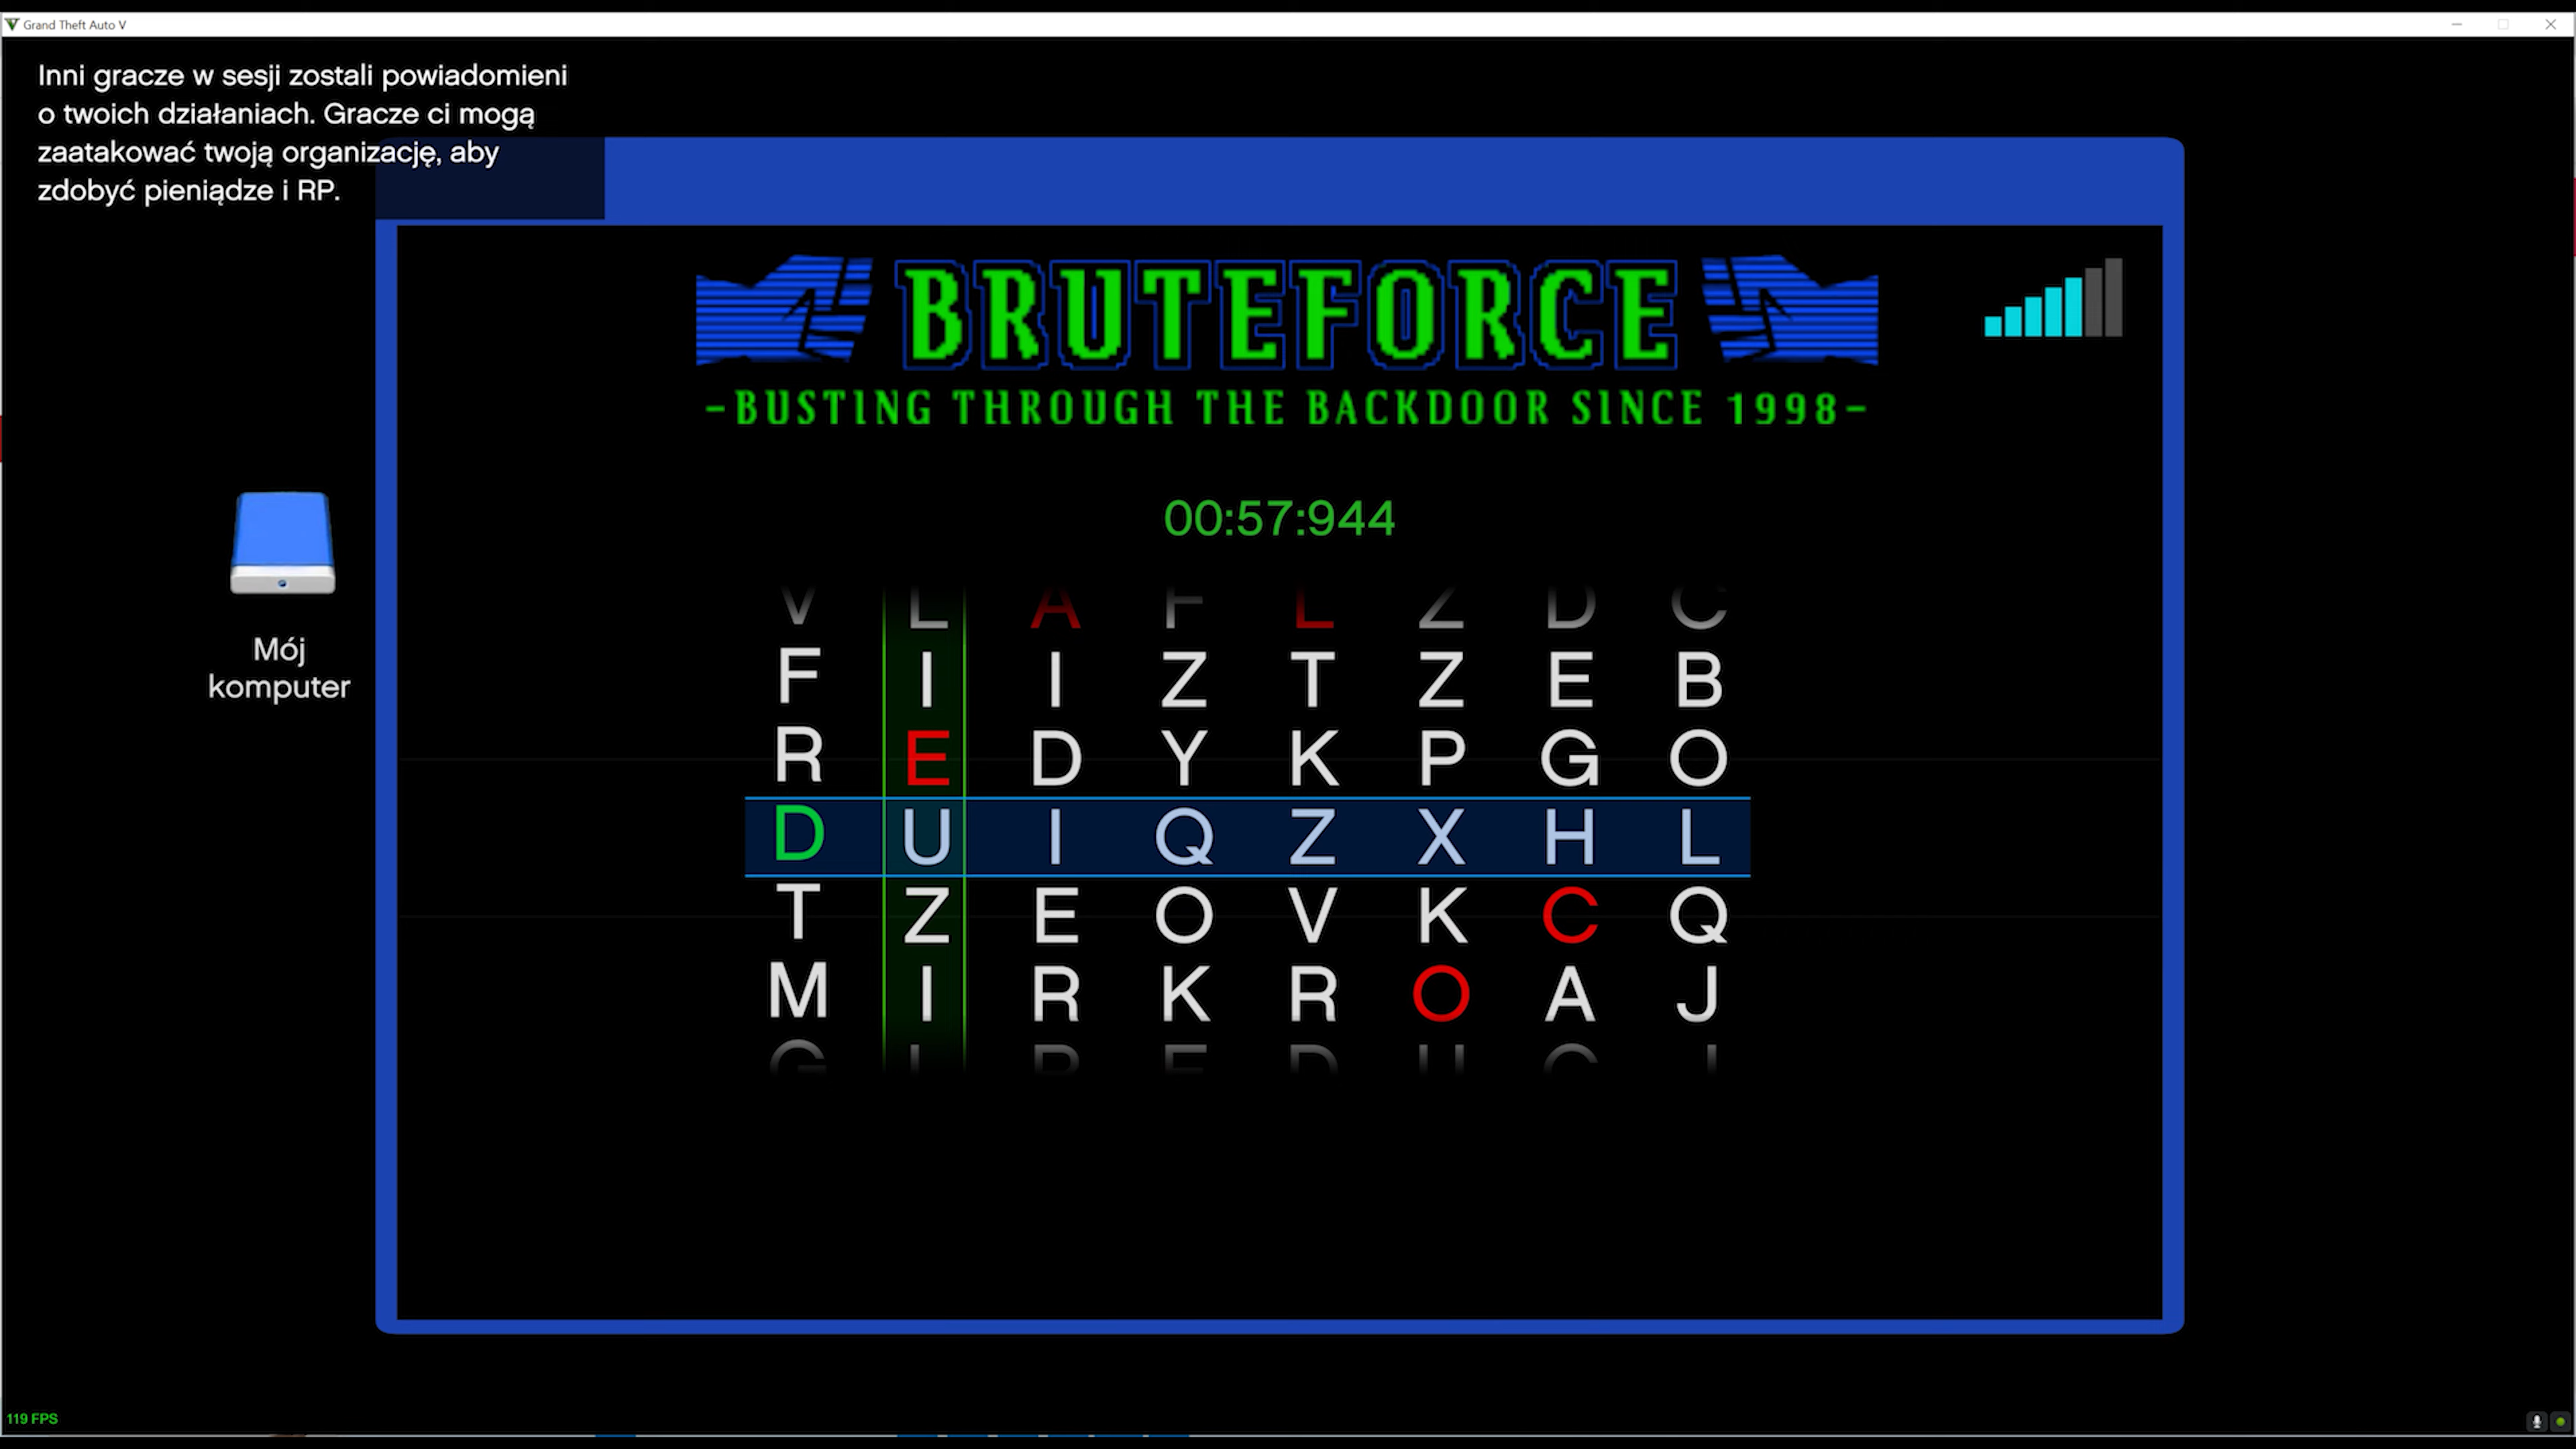 Grand Theft Auto V
Inni gracze w sesji zostali powiadomieni
o twoich działaniach. Gracze ci mogą
zaatakować twoją organizację, aby
zdobyć pieniądze i RP.
BRUTEFORCE
-BUSTING THROUGH THE BACKDOOR SINCE 1998-
00:57:944
Mój
komputer
V L A F L Z D C
F I I Z T Z E B
R E D Y K P G O
D U I Q Z X H L
T Z E O V K C Q
M I R K R O A J
119 FPS